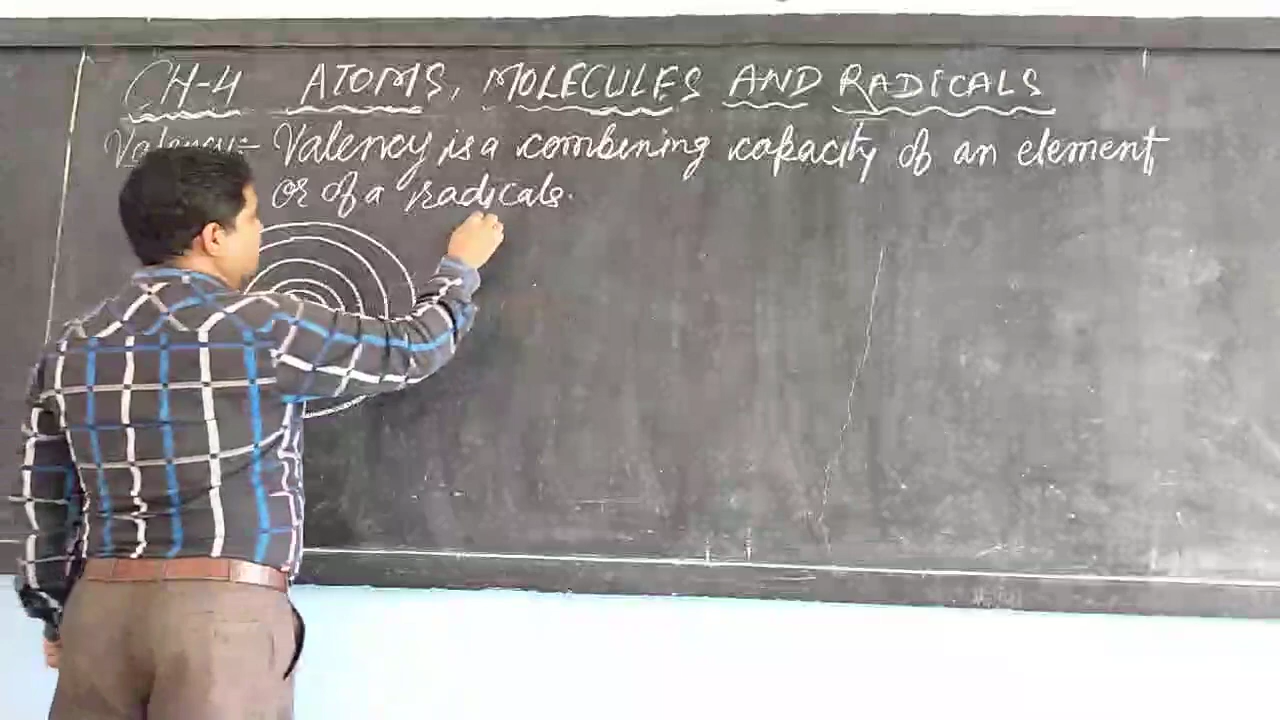 CH-4 ATOMS, MOLECULES AND RADICALS
Valency:- Valency is a combining capacity of an element,
or of a radicals.